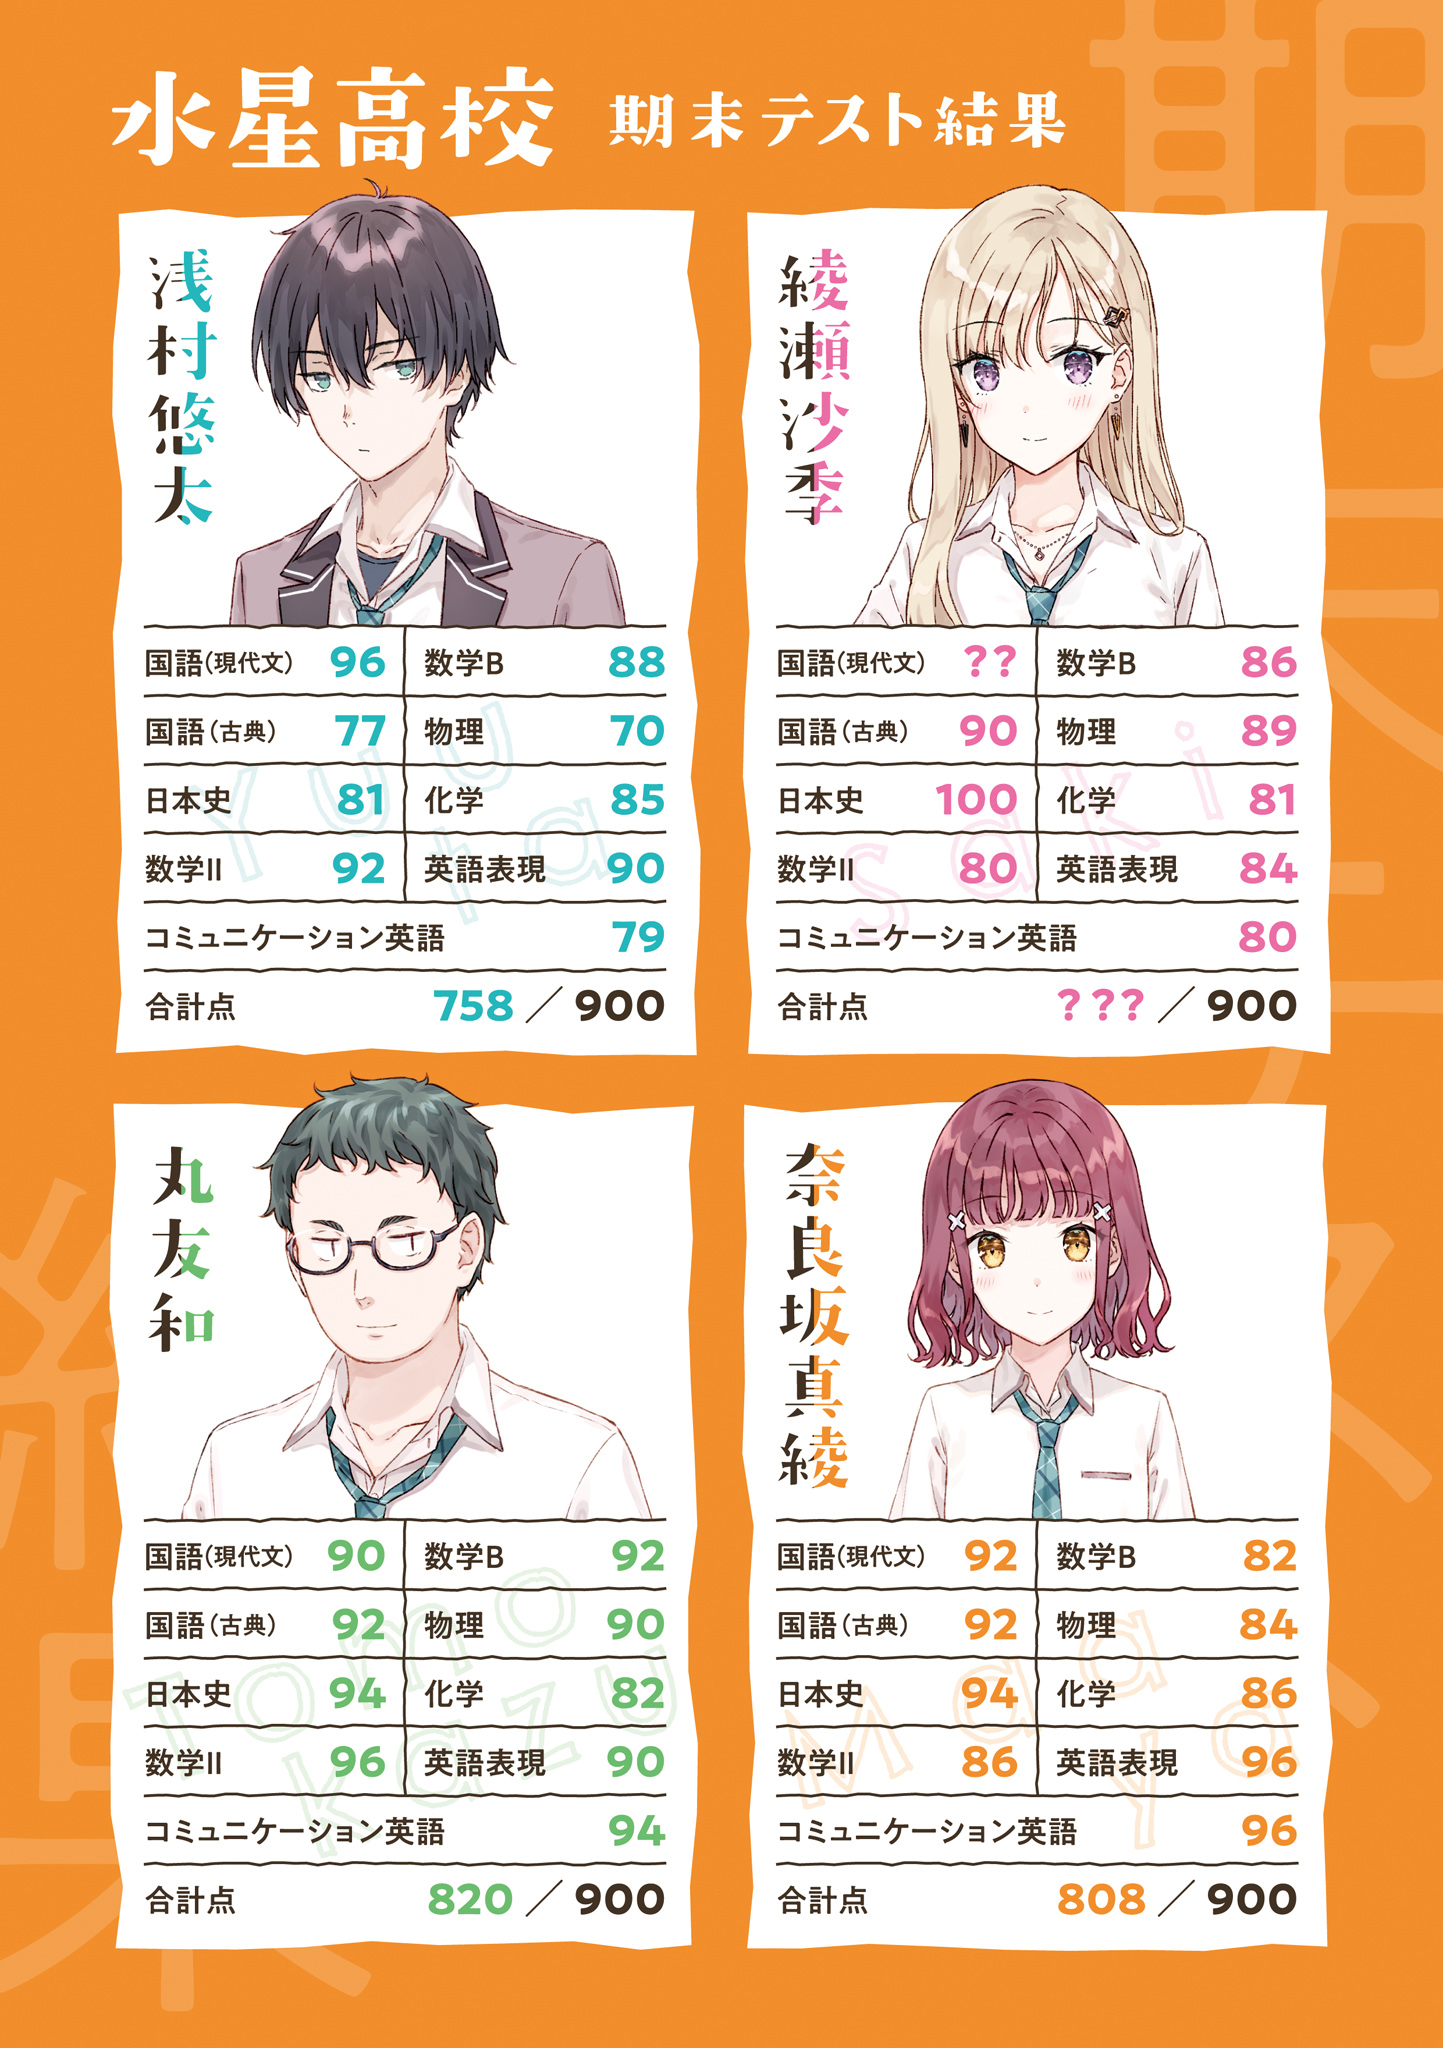 水星高校 期末テスト結果
浅村悠太
国語(現代文) 96 数学B 88
国語(古典) 77 物理 70
日本史 81 化学 85
数学II 92 英語表現 90
コミュニケーション英語 79
合計点 758／900
Yuuta
綾瀬沙季
国語(現代文) ?? 数学B 86
国語(古典) 90 物理 89
日本史 100 化学 81
数学II 80 英語表現 84
コミュニケーション英語 80
合計点 ???／900
saki
丸友和
国語(現代文) 90 数学B 92
国語(古典) 92 物理 90
日本史 94 化学 82
数学II 96 英語表現 90
コミュニケーション英語 94
合計点 820／900
Tomokazu
奈良坂真綾
国語(現代文) 92 数学B 82
国語(古典) 92 物理 84
日本史 94 化学 86
数学II 86 英語表現 96
コミュニケーション英語 96
合計点 808／900
Maaya
期末テスト
結果